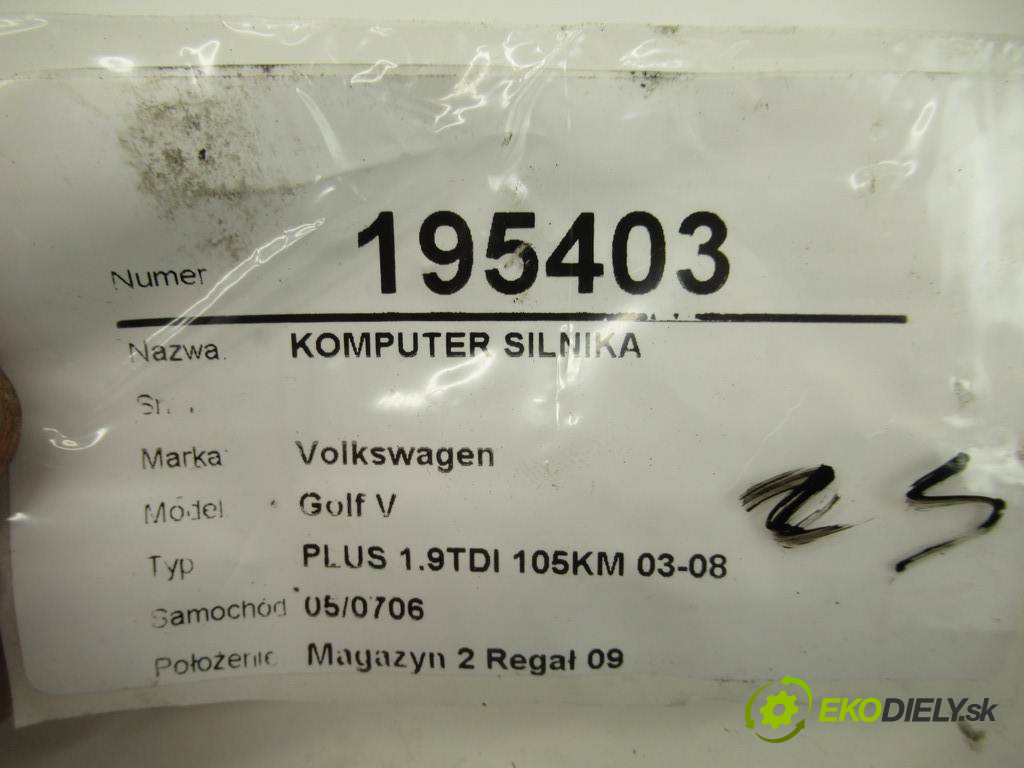 Numer 195403
Nazwa KOMPUTER SILNIKA
Marka Volkswagen
Model Golf V
Typ PLUS 1.9TDI 105KM 03-08
Samochód 05/0706
Położenie Magazyn 2 Regał 09
EKODIELY.sk